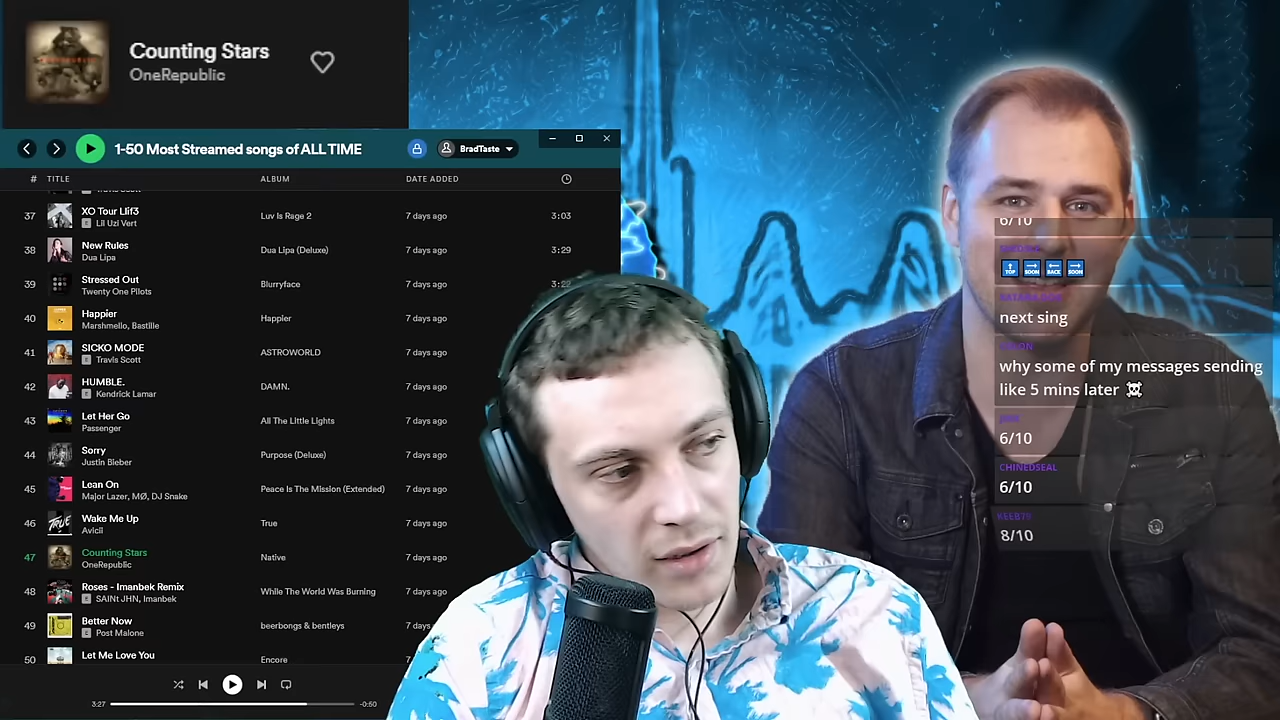 Counting Stars
OneRepublic
1-50 Most Streamed songs of ALL TIME
BradTaste
# TITLE ALBUM DATE ADDED
37 XO Tour Llif3 Luv Is Rage 2 7 days ago 3:03
E Lil Uzi Vert
38 New Rules Dua Lipa (Deluxe) 7 days ago 3:29
Dua Lipa
39 Stressed Out Blurryface 7 days ago 3:22
Twenty One Pilots
40 Happier Happier 7 days ago
Marshmello, Bastille
41 SICKO MODE ASTROWORLD 7 days ago
E Travis Scott
42 HUMBLE. DAMN. 7 days ago
E Kendrick Lamar
43 Let Her Go All The Little Lights 7 days ago
Passenger
44 Sorry Purpose (Deluxe) 7 days ago
Justin Bieber
45 Lean On Peace Is The Mission (Extended) 7 days ago
Major Lazer, MØ, DJ Snake
46 Wake Me Up True 7 days ago
Avicii
47 Counting Stars Native 7 days ago
OneRepublic
48 Roses - Imanbek Remix While The World Was Burning 7 days ago
E SAINt JHN, Imanbek
49 Better Now beerbongs & bentleys 7 days
E Post Malone
50 Let Me Love You Encore 7
3:27 -0:50
6/10
TOP SOON BACK SOON
next sing
why some of my messages sending
like 5 mins later
6/10
CHINEDSEAL
6/10
KEEB79
8/10